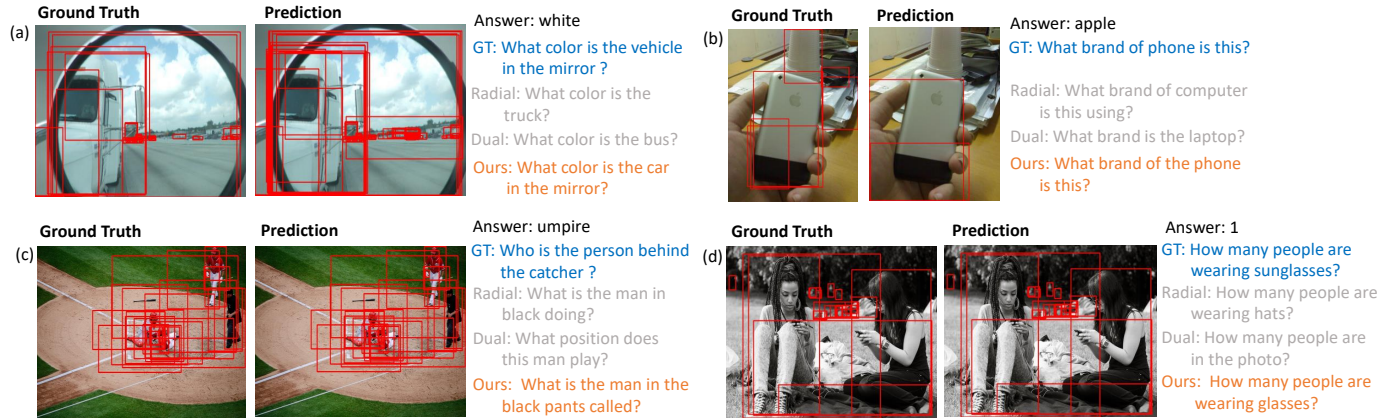 (a)
Ground Truth
Prediction
Answer: white
GT: What color is the vehicle
in the mirror ?
Radial: What color is the
truck?
Dual: What color is the bus?
Ours: What color is the car
in the mirror?
(b)
Ground Truth
Prediction
Answer: apple
GT: What brand of phone is this?
Radial: What brand of computer
is this using?
Dual: What brand is the laptop?
Ours: What brand of the phone
is this?
(c)
Ground Truth
Prediction
Answer: umpire
GT: Who is the person behind
the catcher ?
Radial: What is the man in
black doing?
Dual: What position does
this man play?
Ours: What is the man in the
black pants called?
(d)
Ground Truth
Prediction
Answer: 1
GT: How many people are
wearing sunglasses?
Radial: How many people are
wearing hats?
Dual: How many people are
in the photo?
Ours: How many people are
wearing glasses?